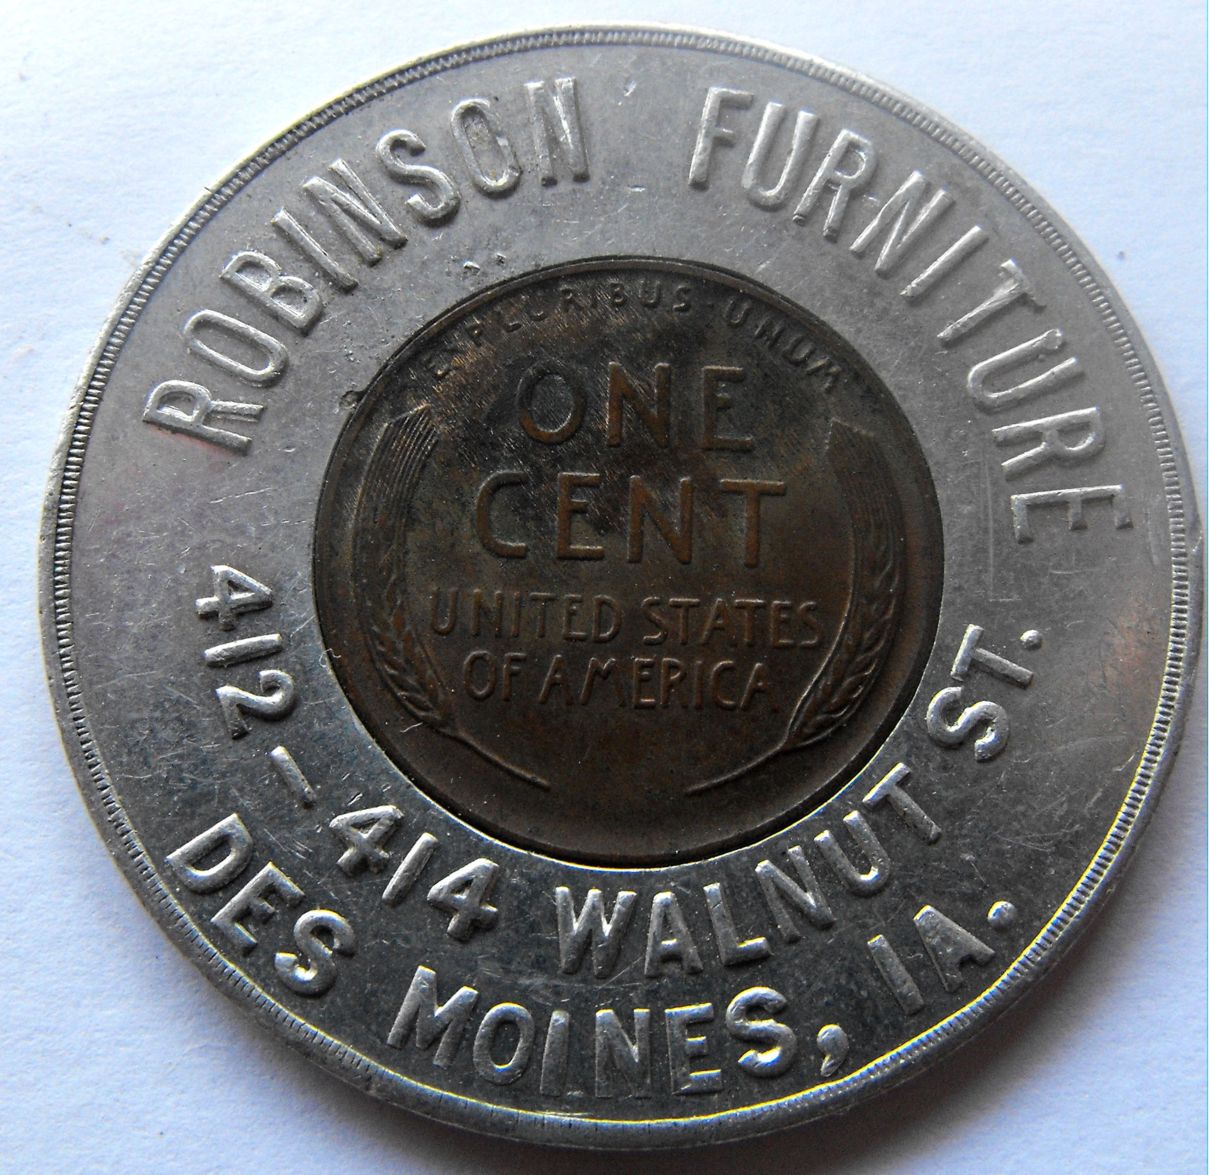 ROBINSON FURNITURE
412-414 WALNUT ST.
DES MOINES, IA.
E PLURIBUS UNUM
ONE
CENT
UNITED STATES
OF AMERICA